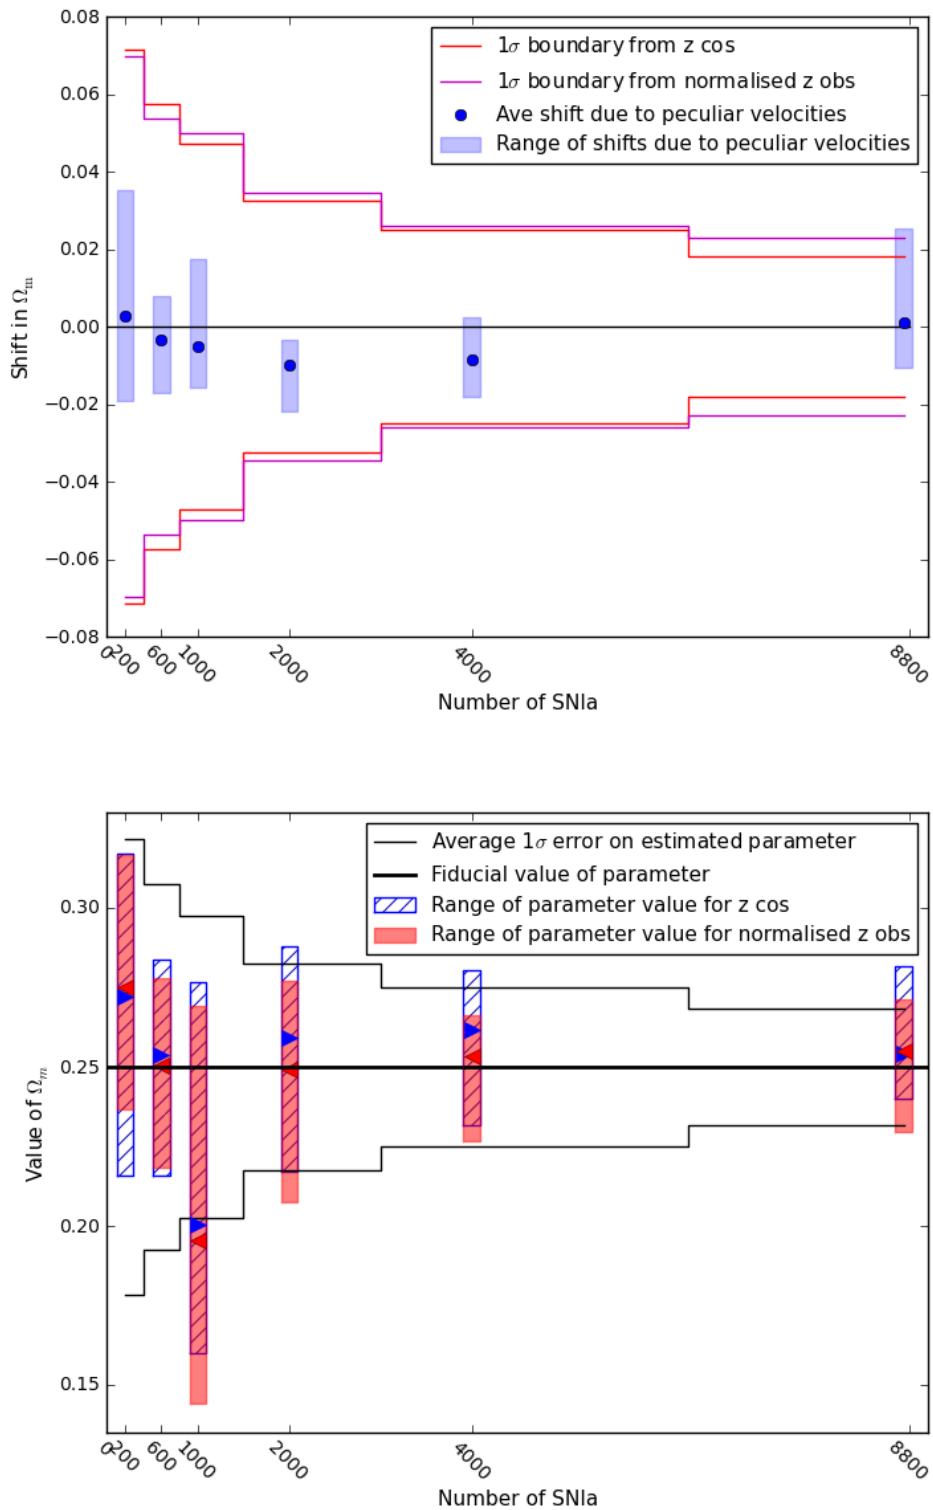 0.08
0.06
0.04
0.02
0.00
−0.02
−0.04
−0.06
−0.08
Shift in Ωm
1σ boundary from z cos
1σ boundary from normalised z obs
Ave shift due to peculiar velocities
Range of shifts due to peculiar velocities
0 200 600 1000 2000 4000 8800
Number of SNIa
0.30
0.25
0.20
0.15
Value of Ωm
Average 1σ error on estimated parameter
Fiducial value of parameter
Range of parameter value for z cos
Range of parameter value for normalised z obs
0 200 600 1000 2000 4000 8800
Number of SNIa